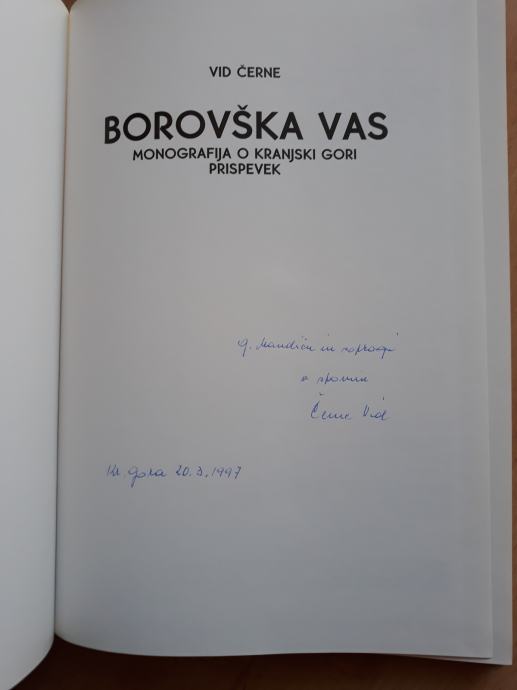 VID ČERNE
BOROVŠKA VAS
MONOGRAFIJA O KRANJSKI GORI
PRISPEVEK
g. Mandiću in soprogi
v spomin
Černe Vid
Kr. Gora 20.3.1997